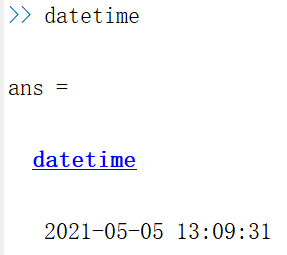 >> datetime
ans =
datetime
2021-05-05 13:09:31